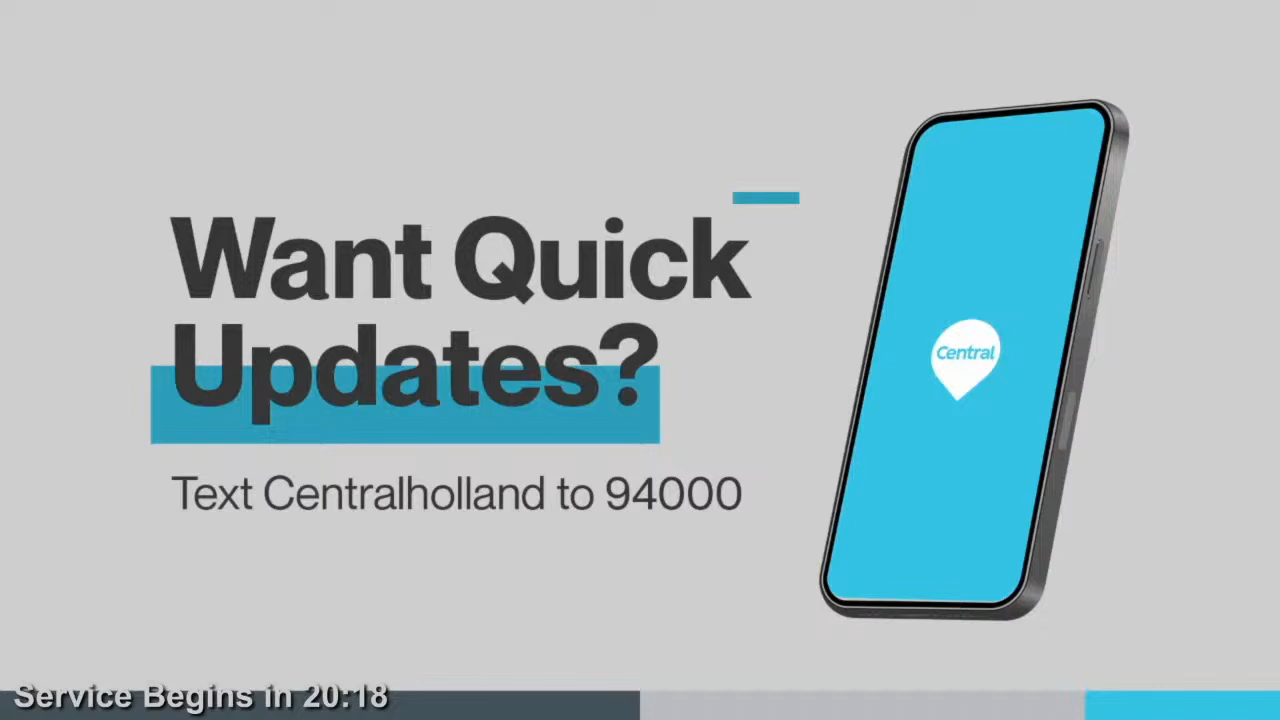 Want Quick
Updates?
Text Centralholland to 94000
Central
Service Begins in 20:18